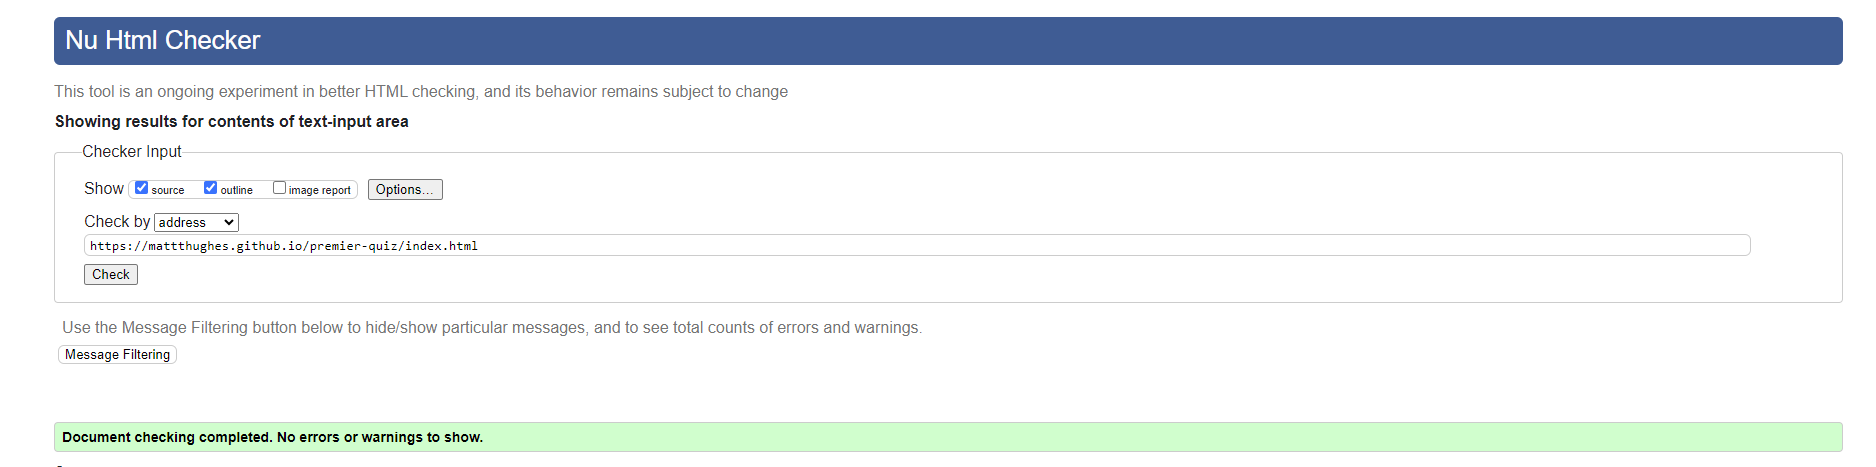 Nu Html Checker
This tool is an ongoing experiment in better HTML checking, and its behavior remains subject to change
Showing results for contents of text-input area
Checker Input
Show source outline image report Options...
Check by address
https://mattthughes.github.io/premier-quiz/index.html
Check
Use the Message Filtering button below to hide/show particular messages, and to see total counts of errors and warnings.
Message Filtering
Document checking completed. No errors or warnings to show.